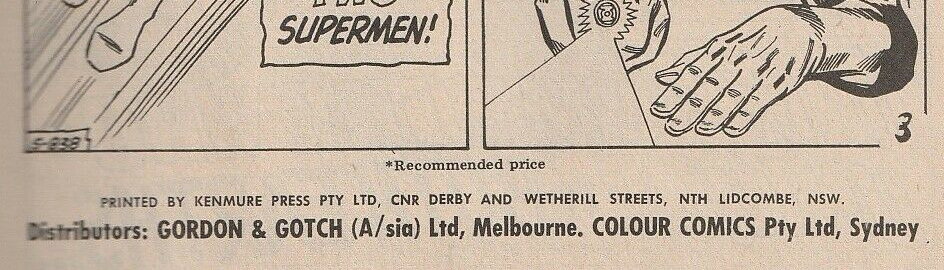 SUPERMEN!
S-838
3
*Recommended price
PRINTED BY KENMURE PRESS PTY LTD, CNR DERBY AND WETHERILL STREETS, NTH LIDCOMBE, NSW.
Distributors: GORDON & GOTCH (A/sia) Ltd, Melbourne. COLOUR COMICS Pty Ltd, Sydney